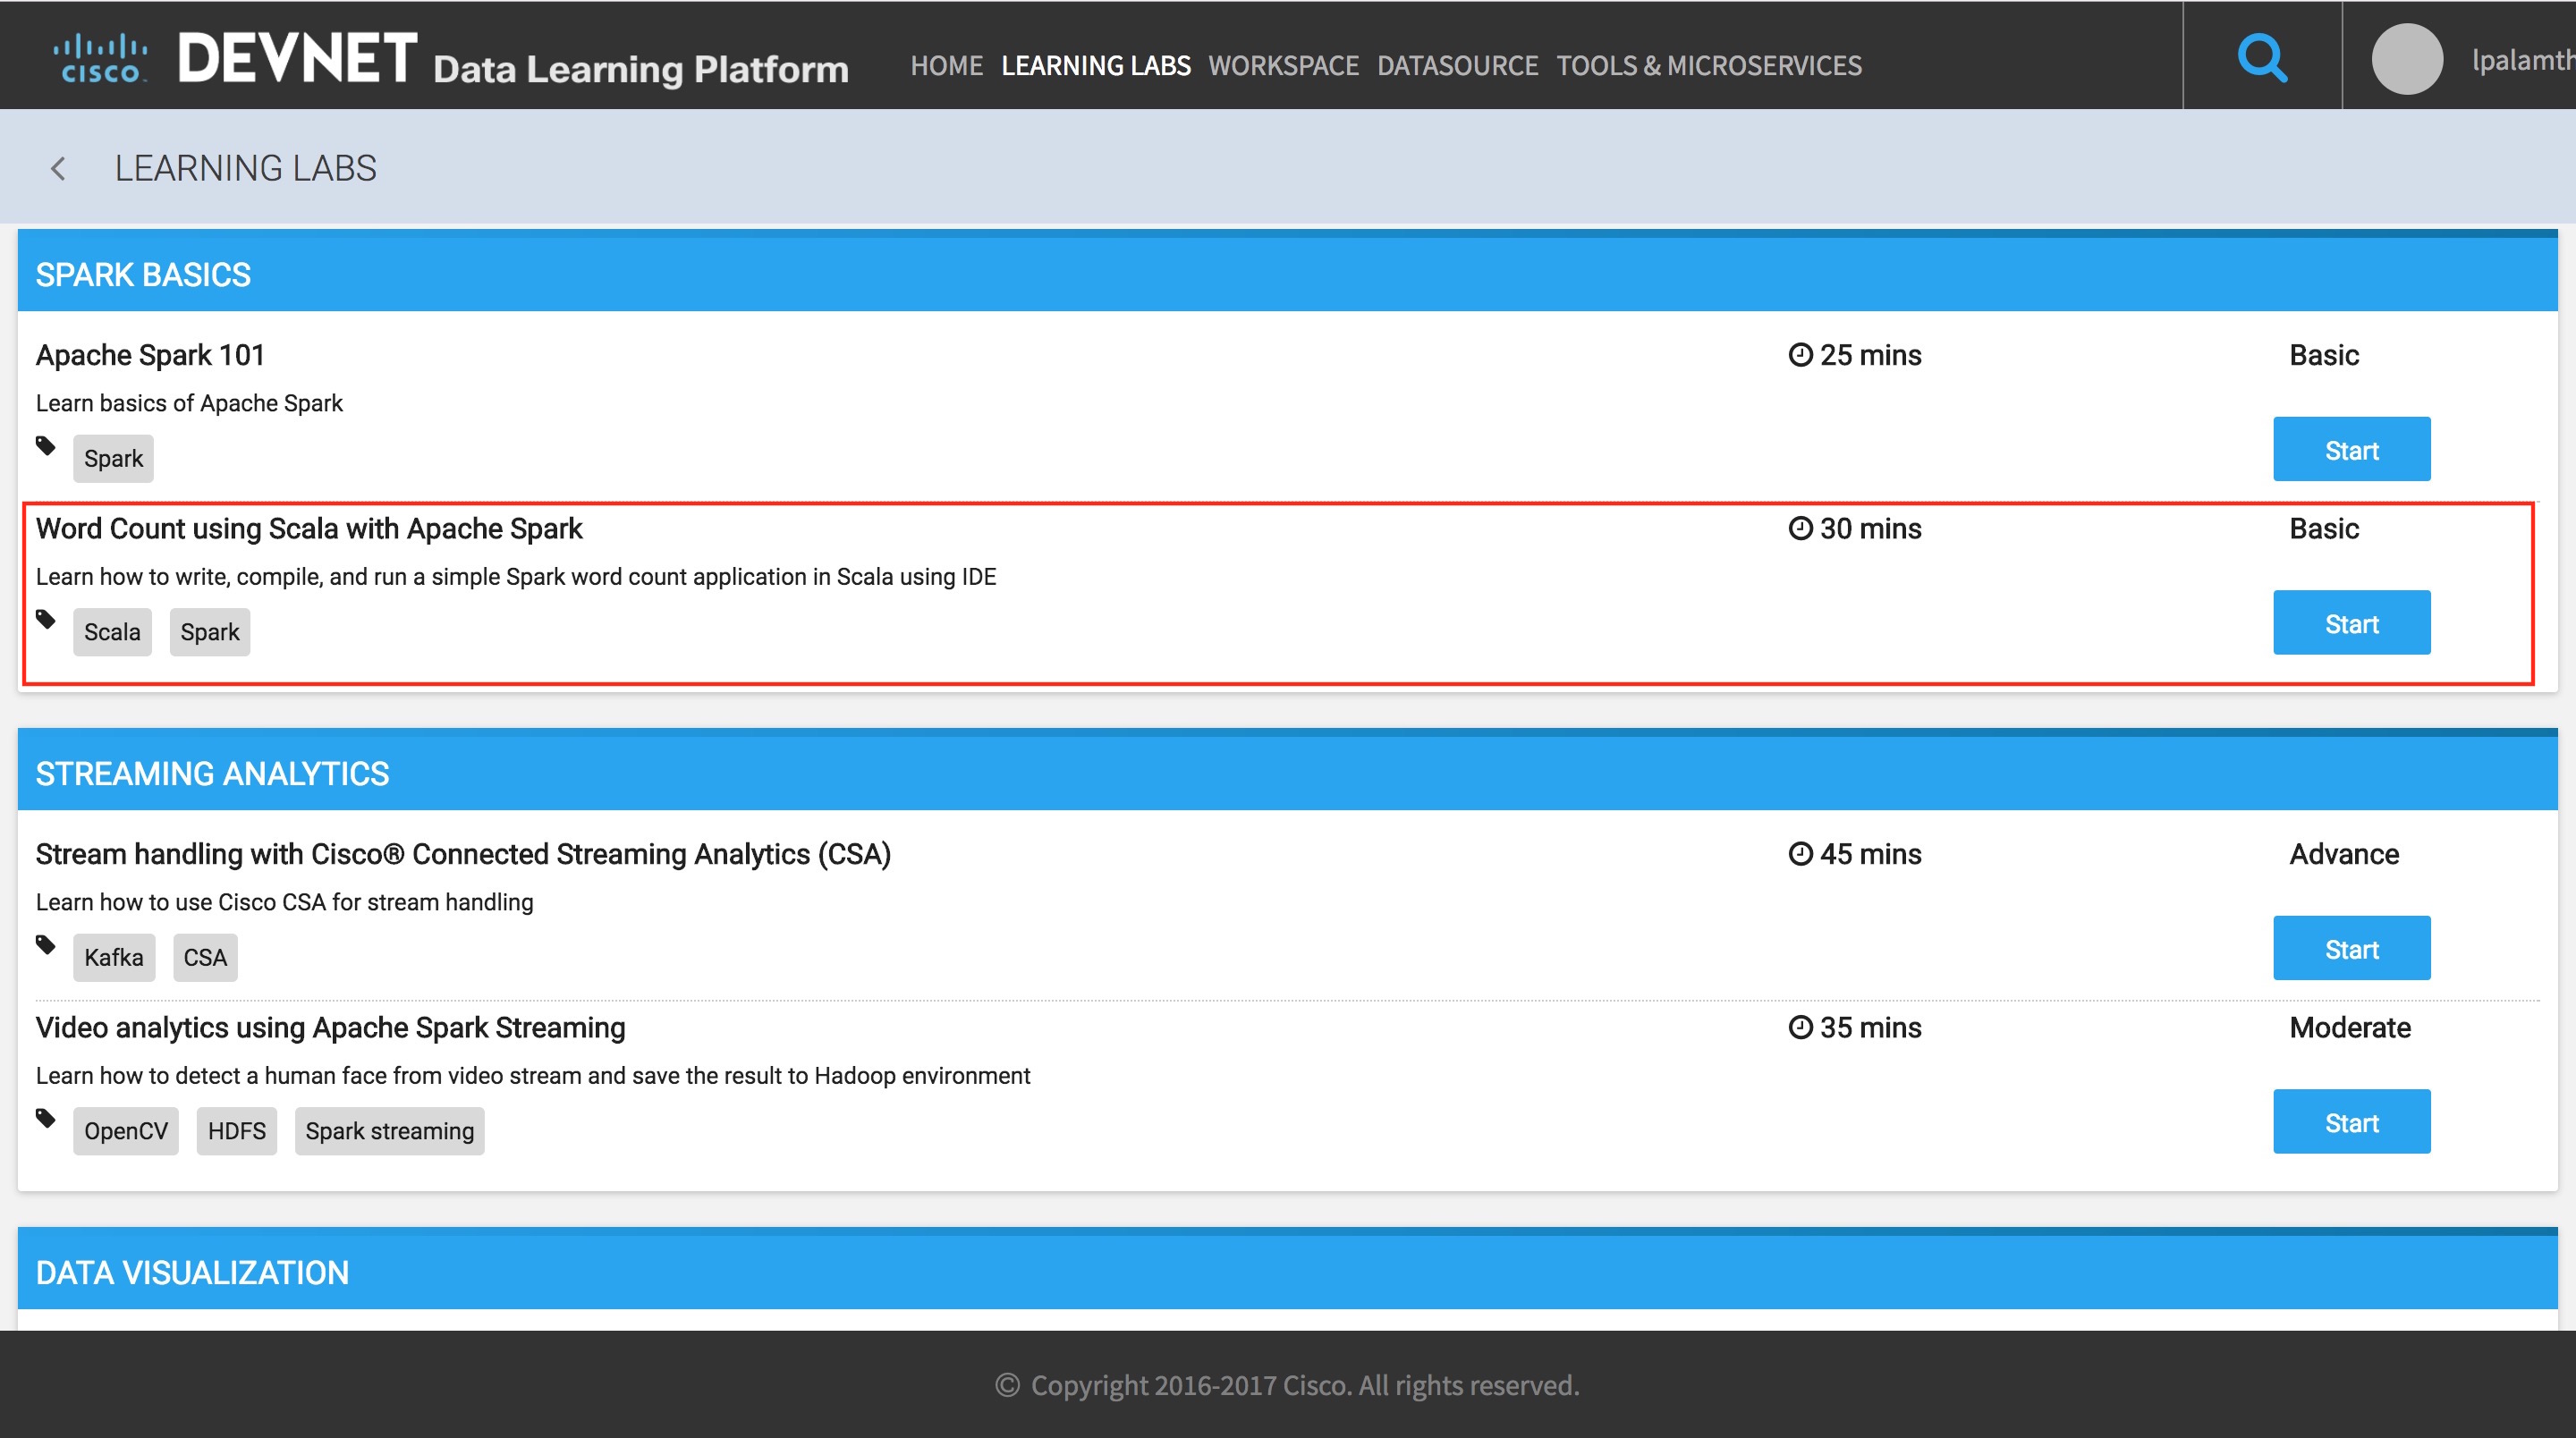 CISCO DEVNET Data Learning Platform HOME LEARNING LABS WORKSPACE DATASOURCE TOOLS & MICROSERVICES lpalamth
LEARNING LABS
SPARK BASICS
Apache Spark 101 25 mins Basic
Learn basics of Apache Spark
Spark Start
Word Count using Scala with Apache Spark 30 mins Basic
Learn how to write, compile, and run a simple Spark word count application in Scala using IDE
Scala Spark Start
STREAMING ANALYTICS
Stream handling with Cisco® Connected Streaming Analytics (CSA) 45 mins Advance
Learn how to use Cisco CSA for stream handling
Kafka CSA Start
Video analytics using Apache Spark Streaming 35 mins Moderate
Learn how to detect a human face from video stream and save the result to Hadoop environment
OpenCV HDFS Spark streaming Start
DATA VISUALIZATION
© Copyright 2016-2017 Cisco. All rights reserved.